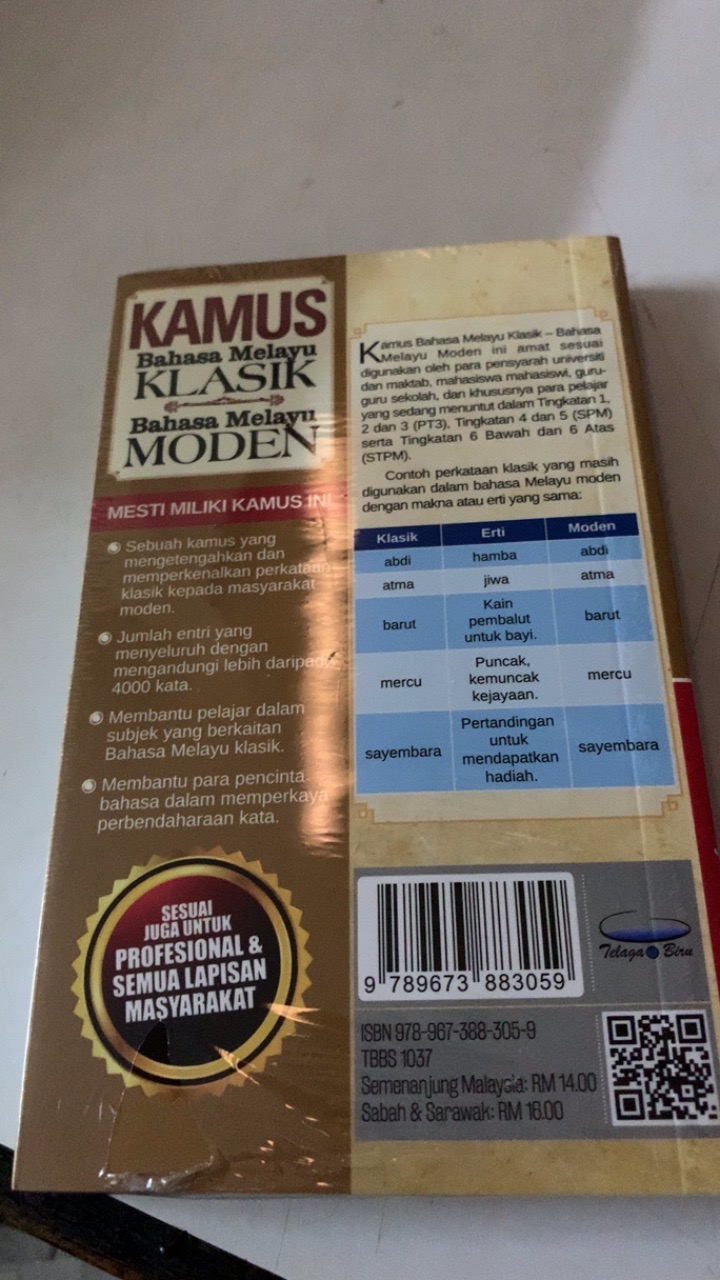 KAMUS
Bahasa Melayu
KLASIK
Bahasa Melayu
MODEN
MESTI MILIKI KAMUS INI
Sebuah kamus yang
mengetengahkan dan
memperkenalkan perkataan
klasik kepada masyarakat
moden.
Jumlah entri yang
menyeluruh dengan
mengandungi lebih daripada
4000 kata.
Membantu pelajar dalam
subjek yang berkaitan
Bahasa Melayu klasik.
Membantu para pencinta
bahasa dalam memperkaya
perbendaharaan kata.
SESUAI
JUGA UNTUK
PROFESIONAL &
SEMUA LAPISAN
MASYARAKAT
Kamus Bahasa Melayu Klasik – Bahasa
Melayu Moden ini amat sesuai
digunakan oleh para pensyarah universiti
dan maktab, mahasiswa mahasiswi, guru-
guru sekolah, dan khususnya para pelajar
yang sedang menuntut dalam Tingkatan 1,
2 dan 3 (PT3), Tingkatan 4 dan 5 (SPM)
serta Tingkatan 6 Bawah dan 6 Atas
(STPM).
Contoh perkataan klasik yang masih
digunakan dalam bahasa Melayu moden
dengan makna atau erti yang sama:
Klasik Erti Moden
abdi hamba abdi
atma jiwa atma
barut Kain pembalut untuk bayi. barut
mercu Puncak, kemuncak kejayaan. mercu
sayembara Pertandingan untuk mendapatkan hadiah. sayembara
9 789673 883059
Telaga Biru
ISBN 978-967-388-305-9
TBBS 1037
Semenanjung Malaysia: RM 14.00
Sabah & Sarawak: RM 16.00